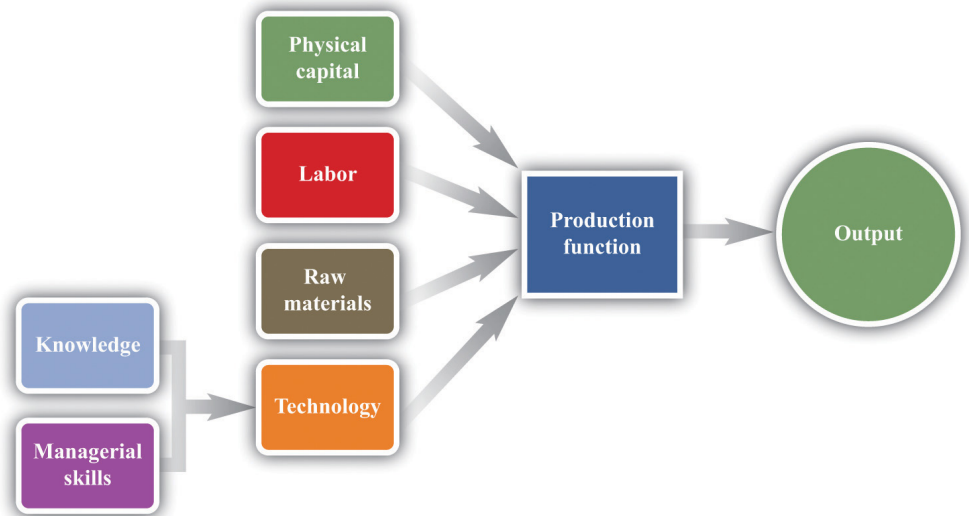 Physical
capital
Labor
Raw
materials
Knowledge
Managerial
skills
Technology
Production
function
Output